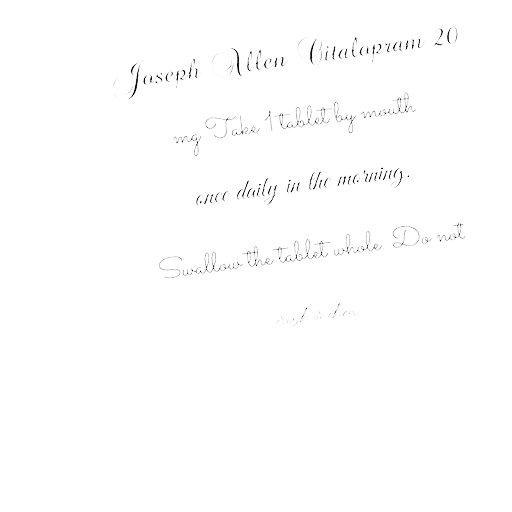 Joseph Allen Citalopram 20
mg Take 1 tablet by mouth
once daily in the morning.
Swallow the tablet whole. Do not